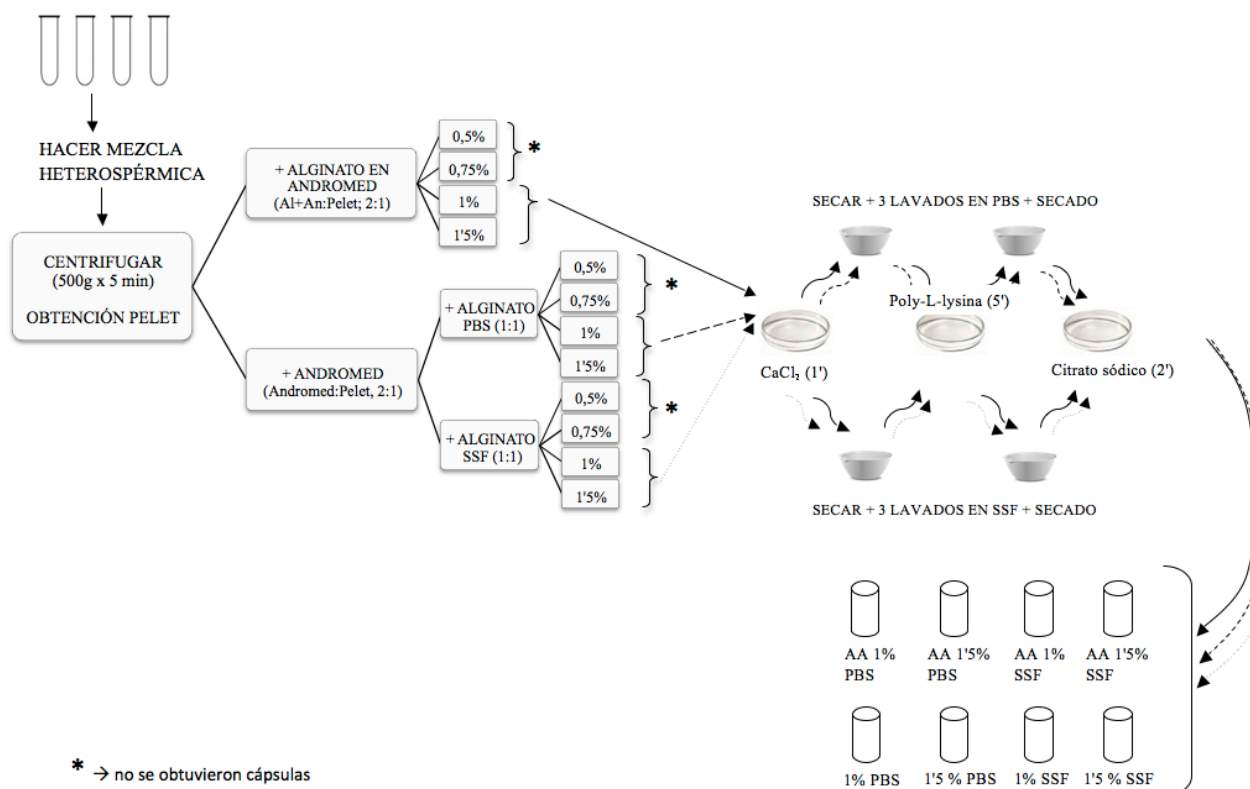 HACER MEZCLA
HETEROSPÉRMICA
CENTRIFUGAR
(500g x 5 min)
OBTENCIÓN PELET
+ ALGINATO EN
ANDROMED
(Al+An:Pelet; 2:1)
0,5%
0,75%
*
1%
1'5%
+ ANDROMED
(Andromed:Pelet, 2:1)
+ ALGINATO
PBS (1:1)
0,5%
0,75%
*
1%
1'5%
+ ALGINATO
SSF (1:1)
0,5%
0,75%
*
1%
1'5%
SECAR + 3 LAVADOS EN PBS + SECADO
Poly-L-lysina (5')
CaCl₂ (1')
Citrato sódico (2')
SECAR + 3 LAVADOS EN SSF + SECADO
AA 1%
PBS
AA 1'5%
PBS
AA 1%
SSF
AA 1'5%
SSF
1% PBS
1'5 % PBS
1% SSF
1'5 % SSF
* → no se obtuvieron cápsulas